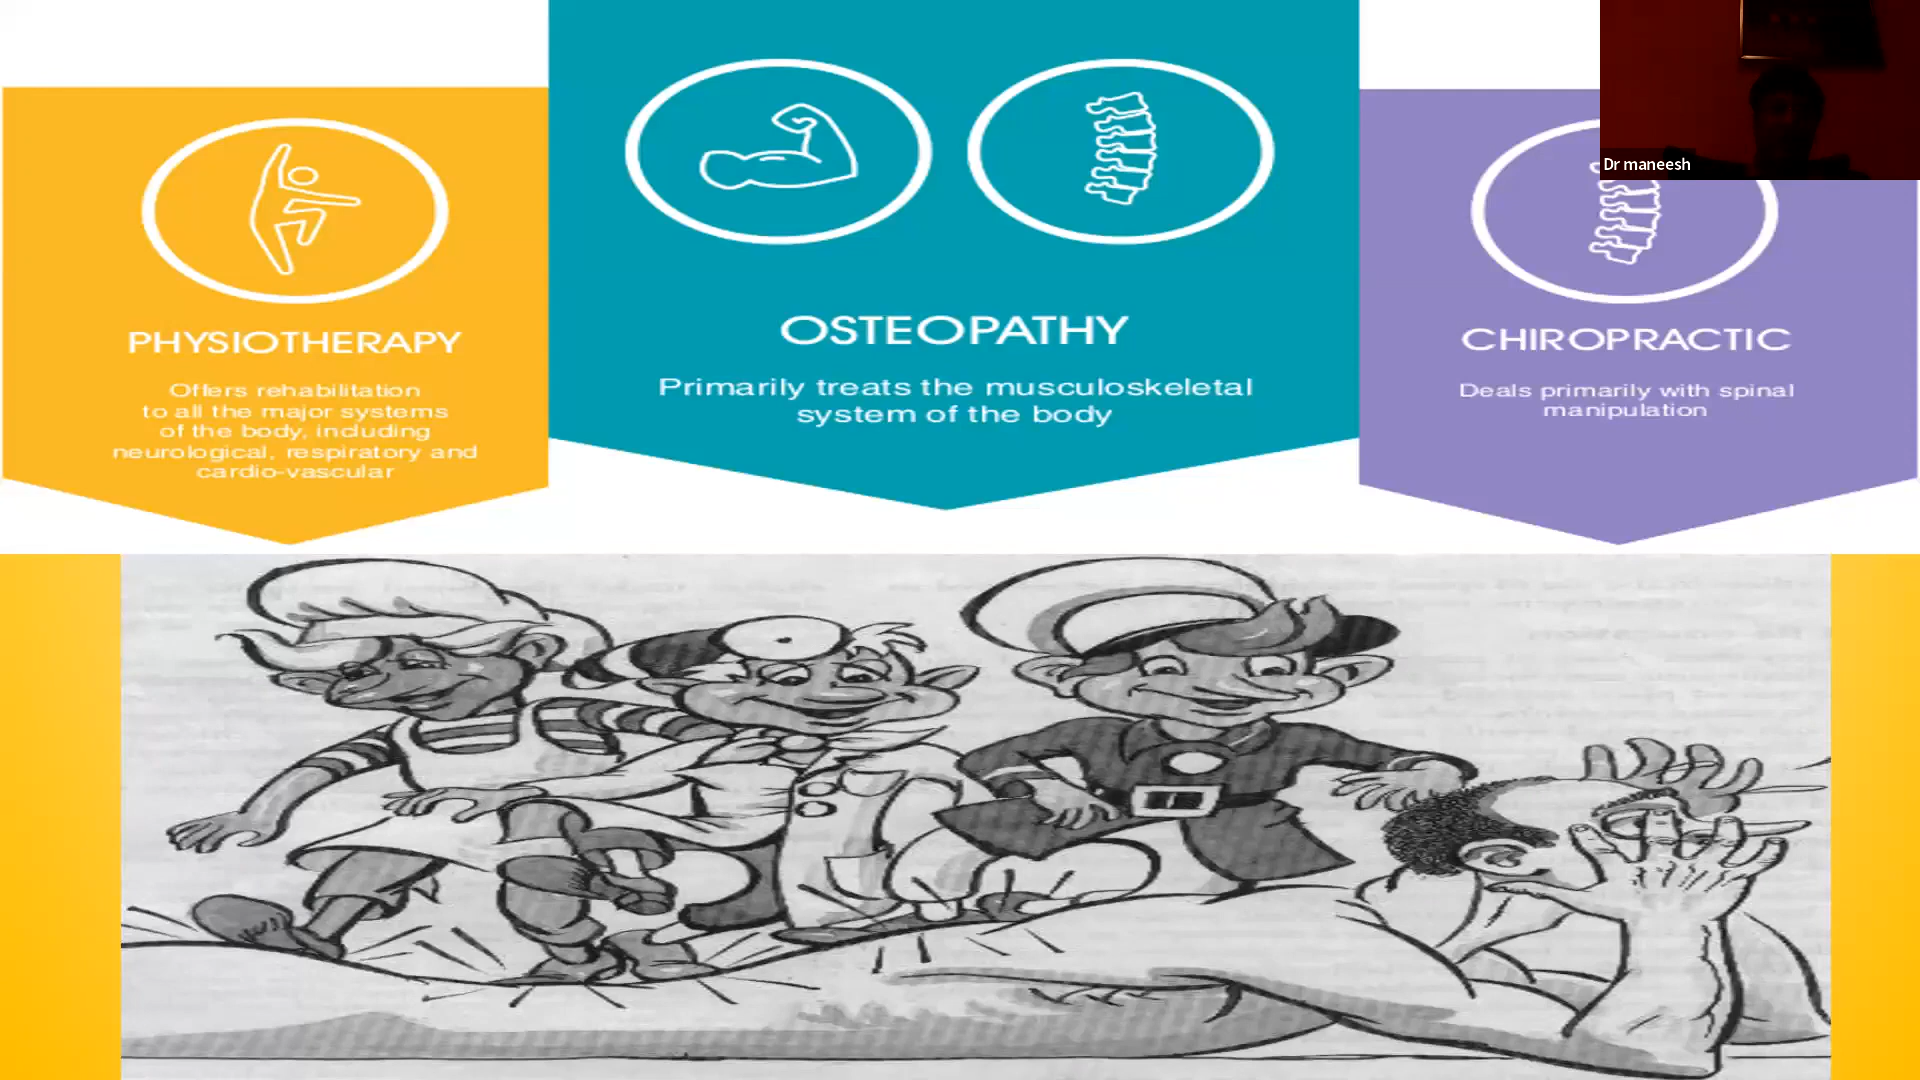 PHYSIOTHERAPY
Offers rehabilitation
to all the major systems
of the body, including
neurological, respiratory and
cardio-vascular
OSTEOPATHY
Primarily treats the musculoskeletal
system of the body
CHIROPRACTIC
Deals primarily with spinal
manipulation
Dr maneesh